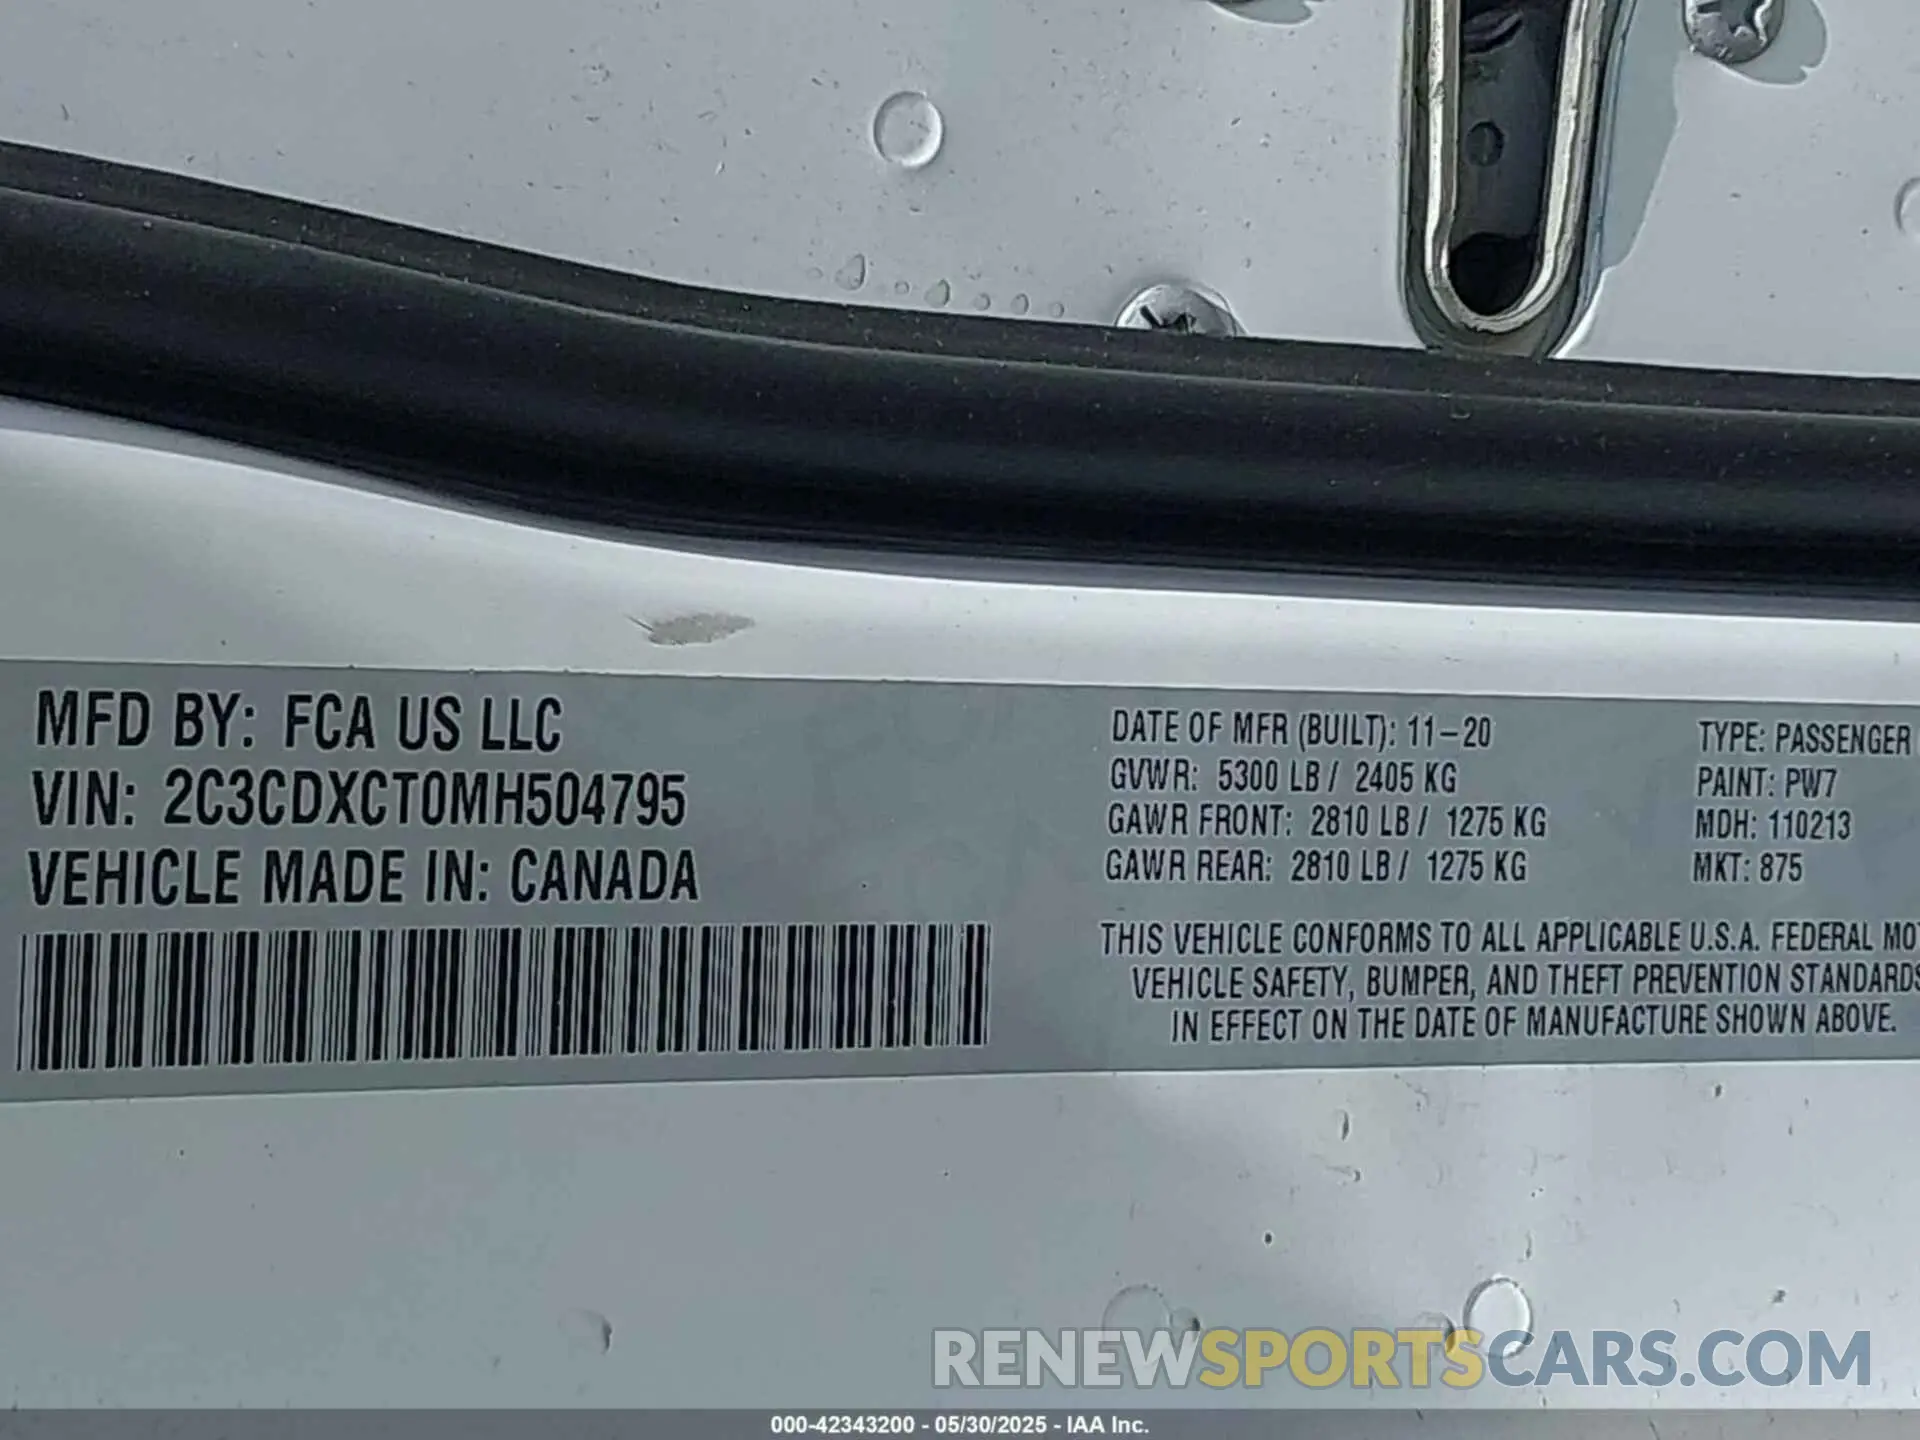 MFD BY: FCA US LLC
VIN: 2C3CDXCT0MH504795
VEHICLE MADE IN: CANADA
DATE OF MFR (BUILT): 11-20
GVWR: 5300 LB / 2405 KG
GAWR FRONT: 2810 LB / 1275 KG
GAWR REAR: 2810 LB / 1275 KG
TYPE: PASSENGER
PAINT: PW7
MDH: 110213
MKT: 875
THIS VEHICLE CONFORMS TO ALL APPLICABLE U.S.A. FEDERAL MO
VEHICLE SAFETY, BUMPER, AND THEFT PREVENTION STANDARDS
IN EFFECT ON THE DATE OF MANUFACTURE SHOWN ABOVE.
RENEWSPORTSCARS.COM
000-42343200 - 05/30/2025 - IAA Inc.